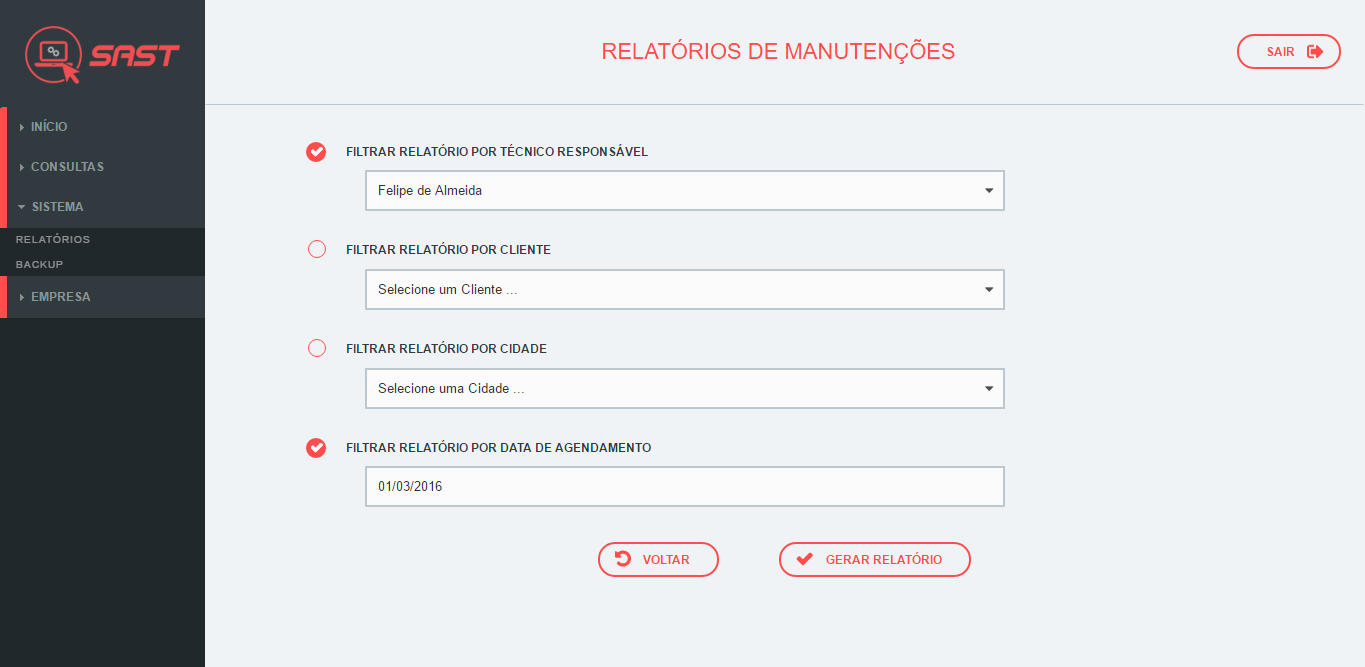 SAST
RELATÓRIOS DE MANUTENÇÕES
SAIR
INÍCIO
CONSULTAS
SISTEMA
RELATÓRIOS
BACKUP
EMPRESA
FILTRAR RELATÓRIO POR TÉCNICO RESPONSÁVEL
Felipe de Almeida
FILTRAR RELATÓRIO POR CLIENTE
Selecione um Cliente ...
FILTRAR RELATÓRIO POR CIDADE
Selecione uma Cidade ...
FILTRAR RELATÓRIO POR DATA DE AGENDAMENTO
01/03/2016
VOLTAR
GERAR RELATÓRIO